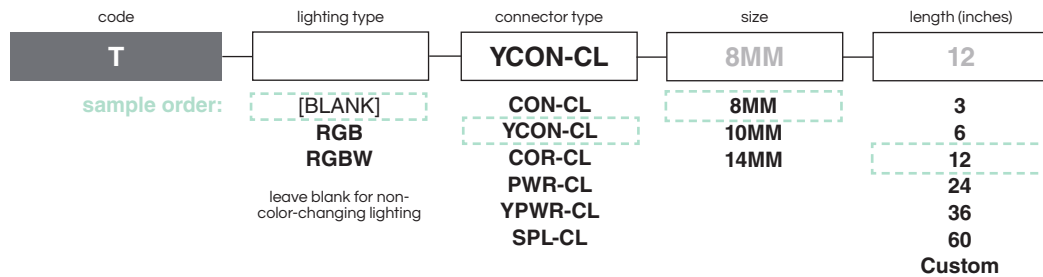 code lighting type connector type size length (inches)
T YCON-CL 8MM 12
sample order: [BLANK] CON-CL 8MM 3
RGB YCON-CL 10MM 6
RGBW COR-CL 14MM 12
PWR-CL 24
leave blank for non-
color-changing lighting
YPWR-CL 36
SPL-CL 60
Custom